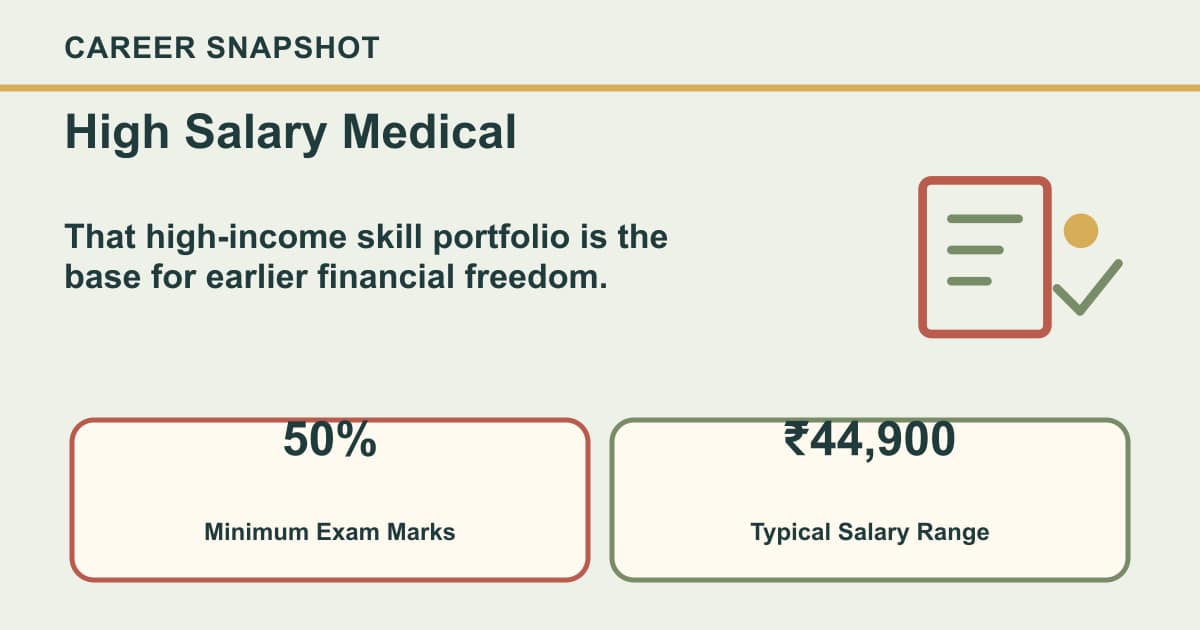 CAREER SNAPSHOT
High Salary Medical
That high-income skill portfolio is the
base for earlier financial freedom.
50%
Minimum Exam Marks
₹44,900
Typical Salary Range